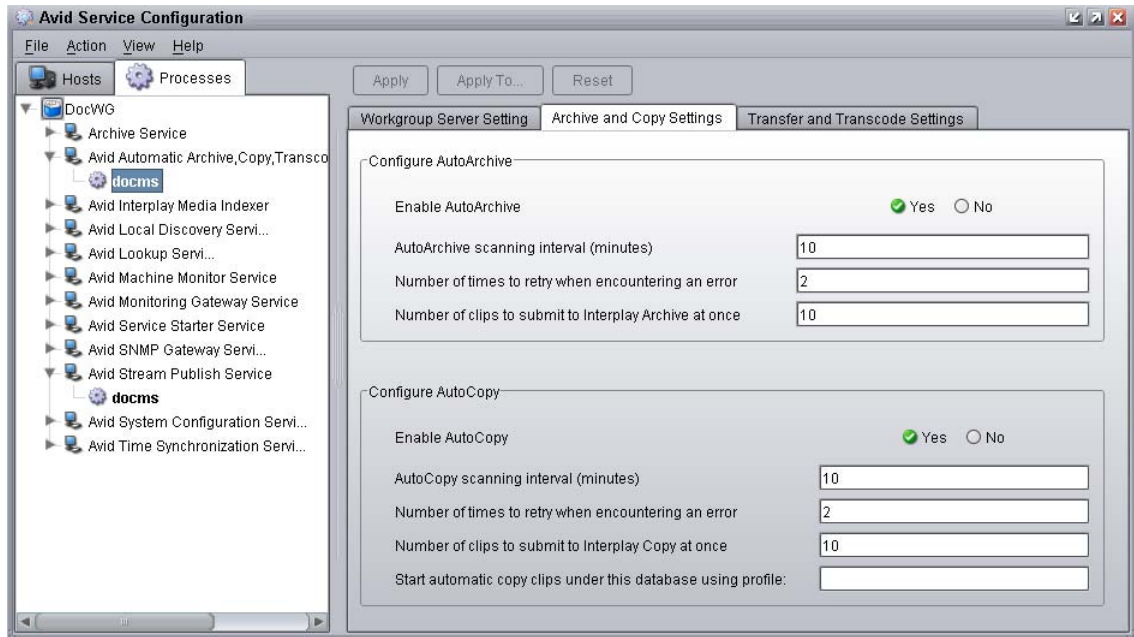 Avid Service Configuration
File Action View Help
Hosts Processes
DocWG
Archive Service
Avid Automatic Archive,Copy,Transco
docms
Avid Interplay Media Indexer
Avid Local Discovery Servi...
Avid Lookup Servi...
Avid Machine Monitor Service
Avid Monitoring Gateway Service
Avid Service Starter Service
Avid SNMP Gateway Servi...
Avid Stream Publish Service
docms
Avid System Configuration Servi...
Avid Time Synchronization Servi...
Apply Apply To... Reset
Workgroup Server Setting Archive and Copy Settings Transfer and Transcode Settings
Configure AutoArchive
Enable AutoArchive Yes No
AutoArchive scanning interval (minutes) 10
Number of times to retry when encountering an error 2
Number of clips to submit to Interplay Archive at once 10
Configure AutoCopy
Enable AutoCopy Yes No
AutoCopy scanning interval (minutes) 10
Number of times to retry when encountering an error 2
Number of clips to submit to Interplay Copy at once 10
Start automatic copy clips under this database using profile: